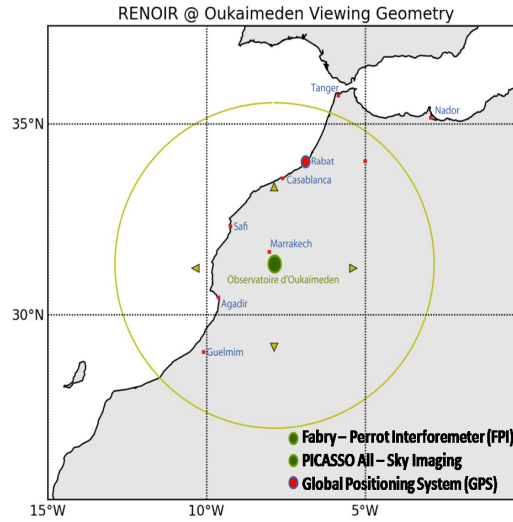 RENOIR @ Oukaimeden Viewing Geometry
Tanger
Nador
35°N
Rabat
Casablanca
Safi
Marrakech
Observatoire d'Oukaïmeden
30°N
Agadir
Guelmim
Fabry – Perrot Interforemeter (FPI)
PICASSO All – Sky Imaging
Global Positioning System (GPS)
15°W 10°W 5°W